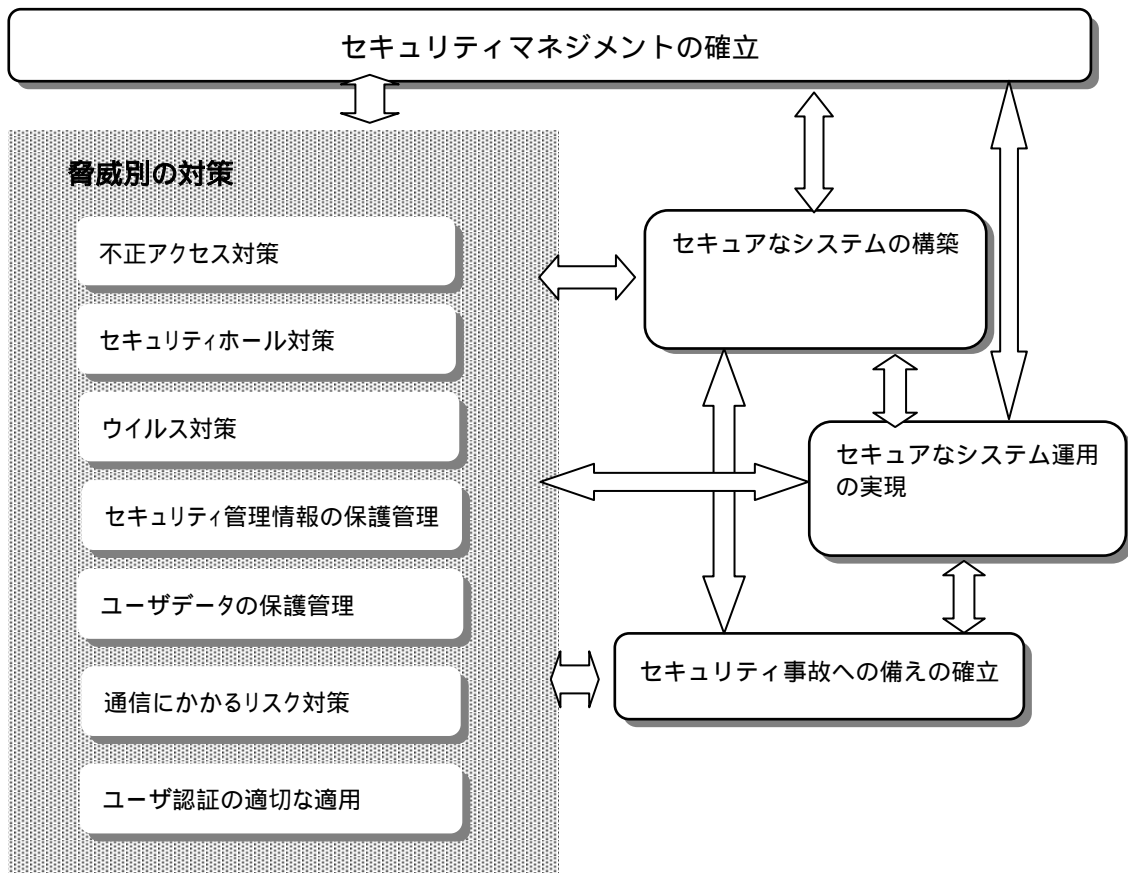 セキュリティマネジメントの確立
脅威別の対策
不正アクセス対策
セキュリティホール対策
ウイルス対策
セキュリティ管理情報の保護管理
ユーザデータの保護管理
通信にかかるリスク対策
ユーザ認証の適切な適用
セキュアなシステムの構築
セキュアなシステム運用
の実現
セキュリティ事故への備えの確立